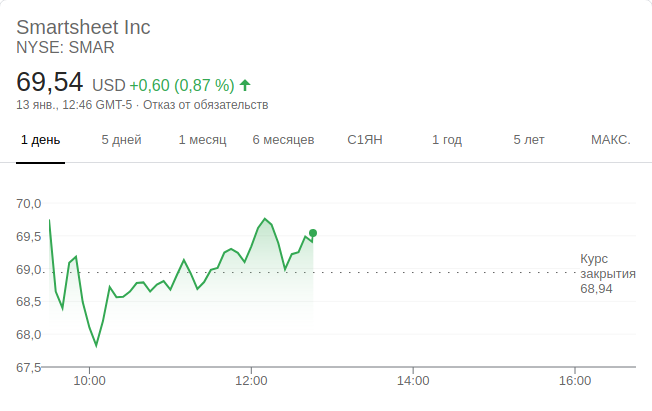 Smartsheet Inc
NYSE: SMAR
69,54 USD +0,60 (0,87 %)
13 янв., 12:46 GMT-5 · Отказ от обязательств
1 день 5 дней 1 месяц 6 месяцев С1ЯН 1 год 5 лет МАКС.
70,0
69,5
69,0
68,5
68,0
67,5
Курс
закрытия
68,94
10:00 12:00 14:00 16:00